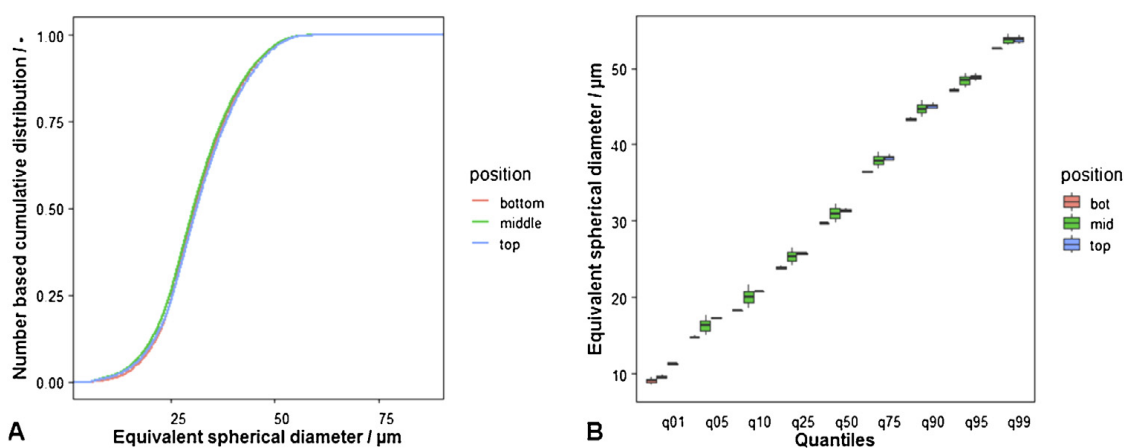 Number based cumulative distribution / -
1.00
0.75
0.50
0.25
0.00
25 50 75
Equivalent spherical diameter / µm
position
bottom
middle
top
A
Equivalent spherical diameter / µm
50
40
30
20
10
q01 q05 q10 q25 q50 q75 q90 q95 q99
Quantiles
position
bot
mid
top
B